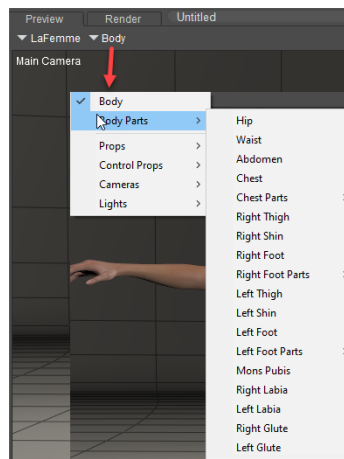 Preview Render Untitled
LaFemme Body
Main Camera
Body
Body Parts
Props
Control Props
Cameras
Lights
Hip
Waist
Abdomen
Chest
Chest Parts
Right Thigh
Right Shin
Right Foot
Right Foot Parts
Left Thigh
Left Shin
Left Foot
Left Foot Parts
Mons Pubis
Right Labia
Left Labia
Right Glute
Left Glute